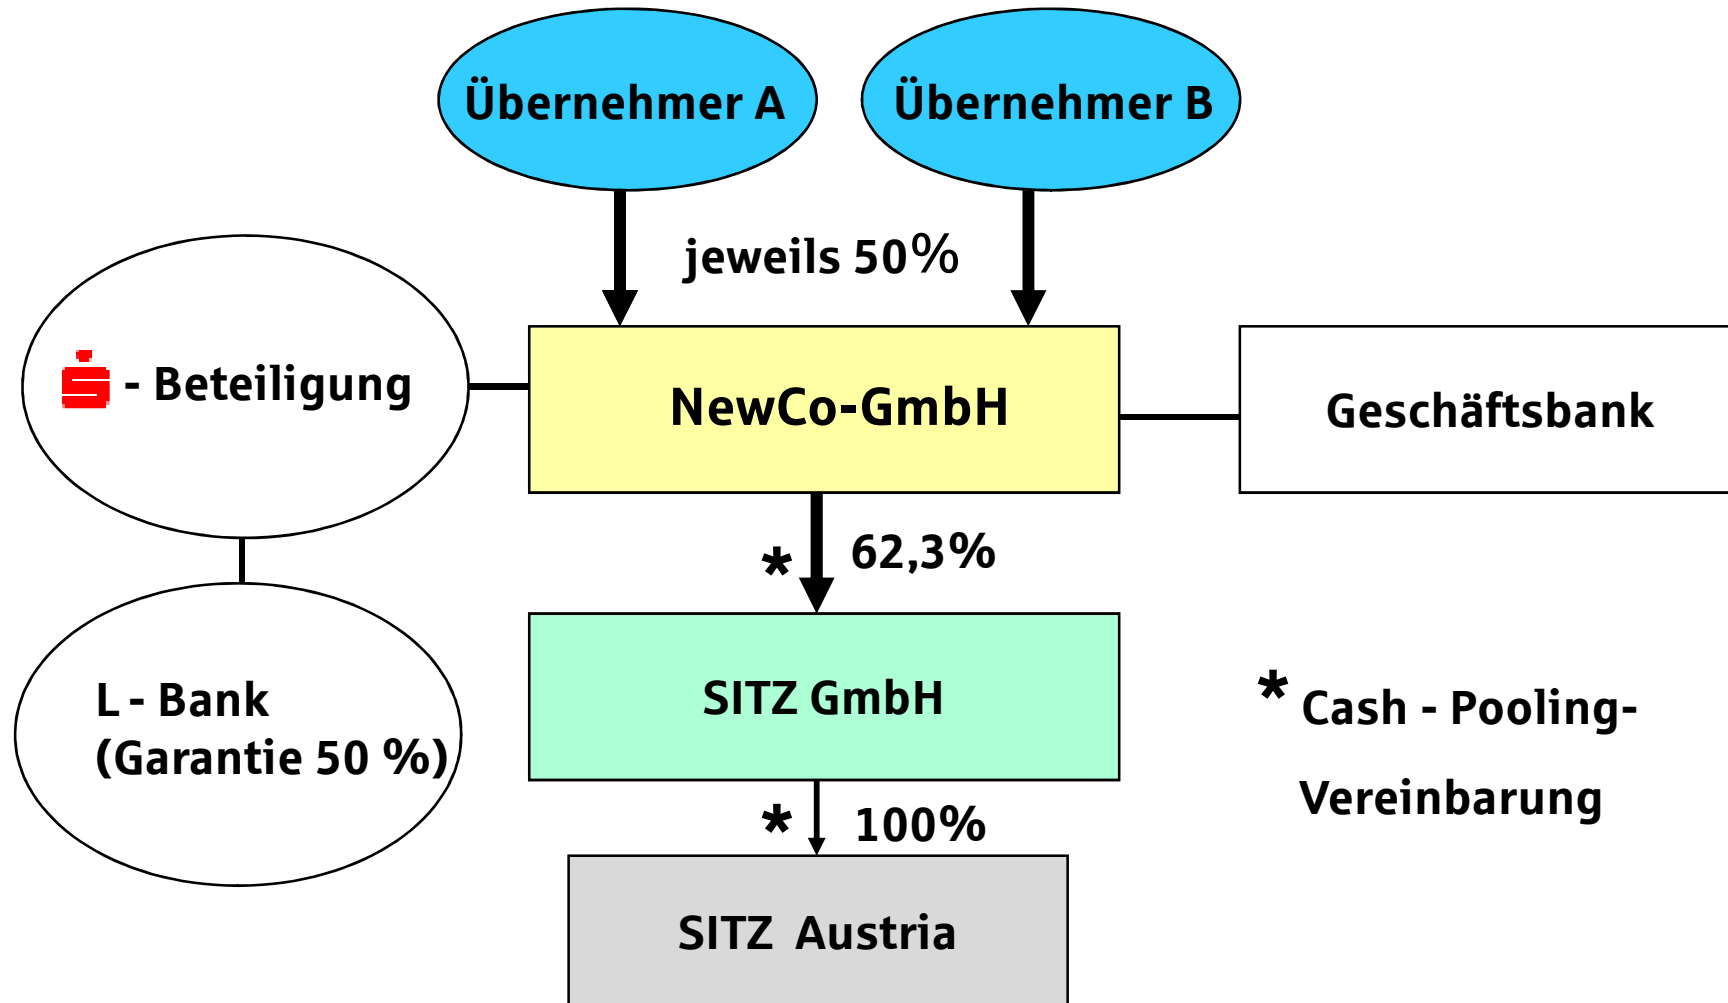 Übernehmer A
Übernehmer B
jeweils 50%
S - Beteiligung
NewCo-GmbH
Geschäftsbank
* 62,3%
L - Bank
(Garantie 50 %)
SITZ GmbH
* Cash - Pooling-
Vereinbarung
* 100%
SITZ Austria